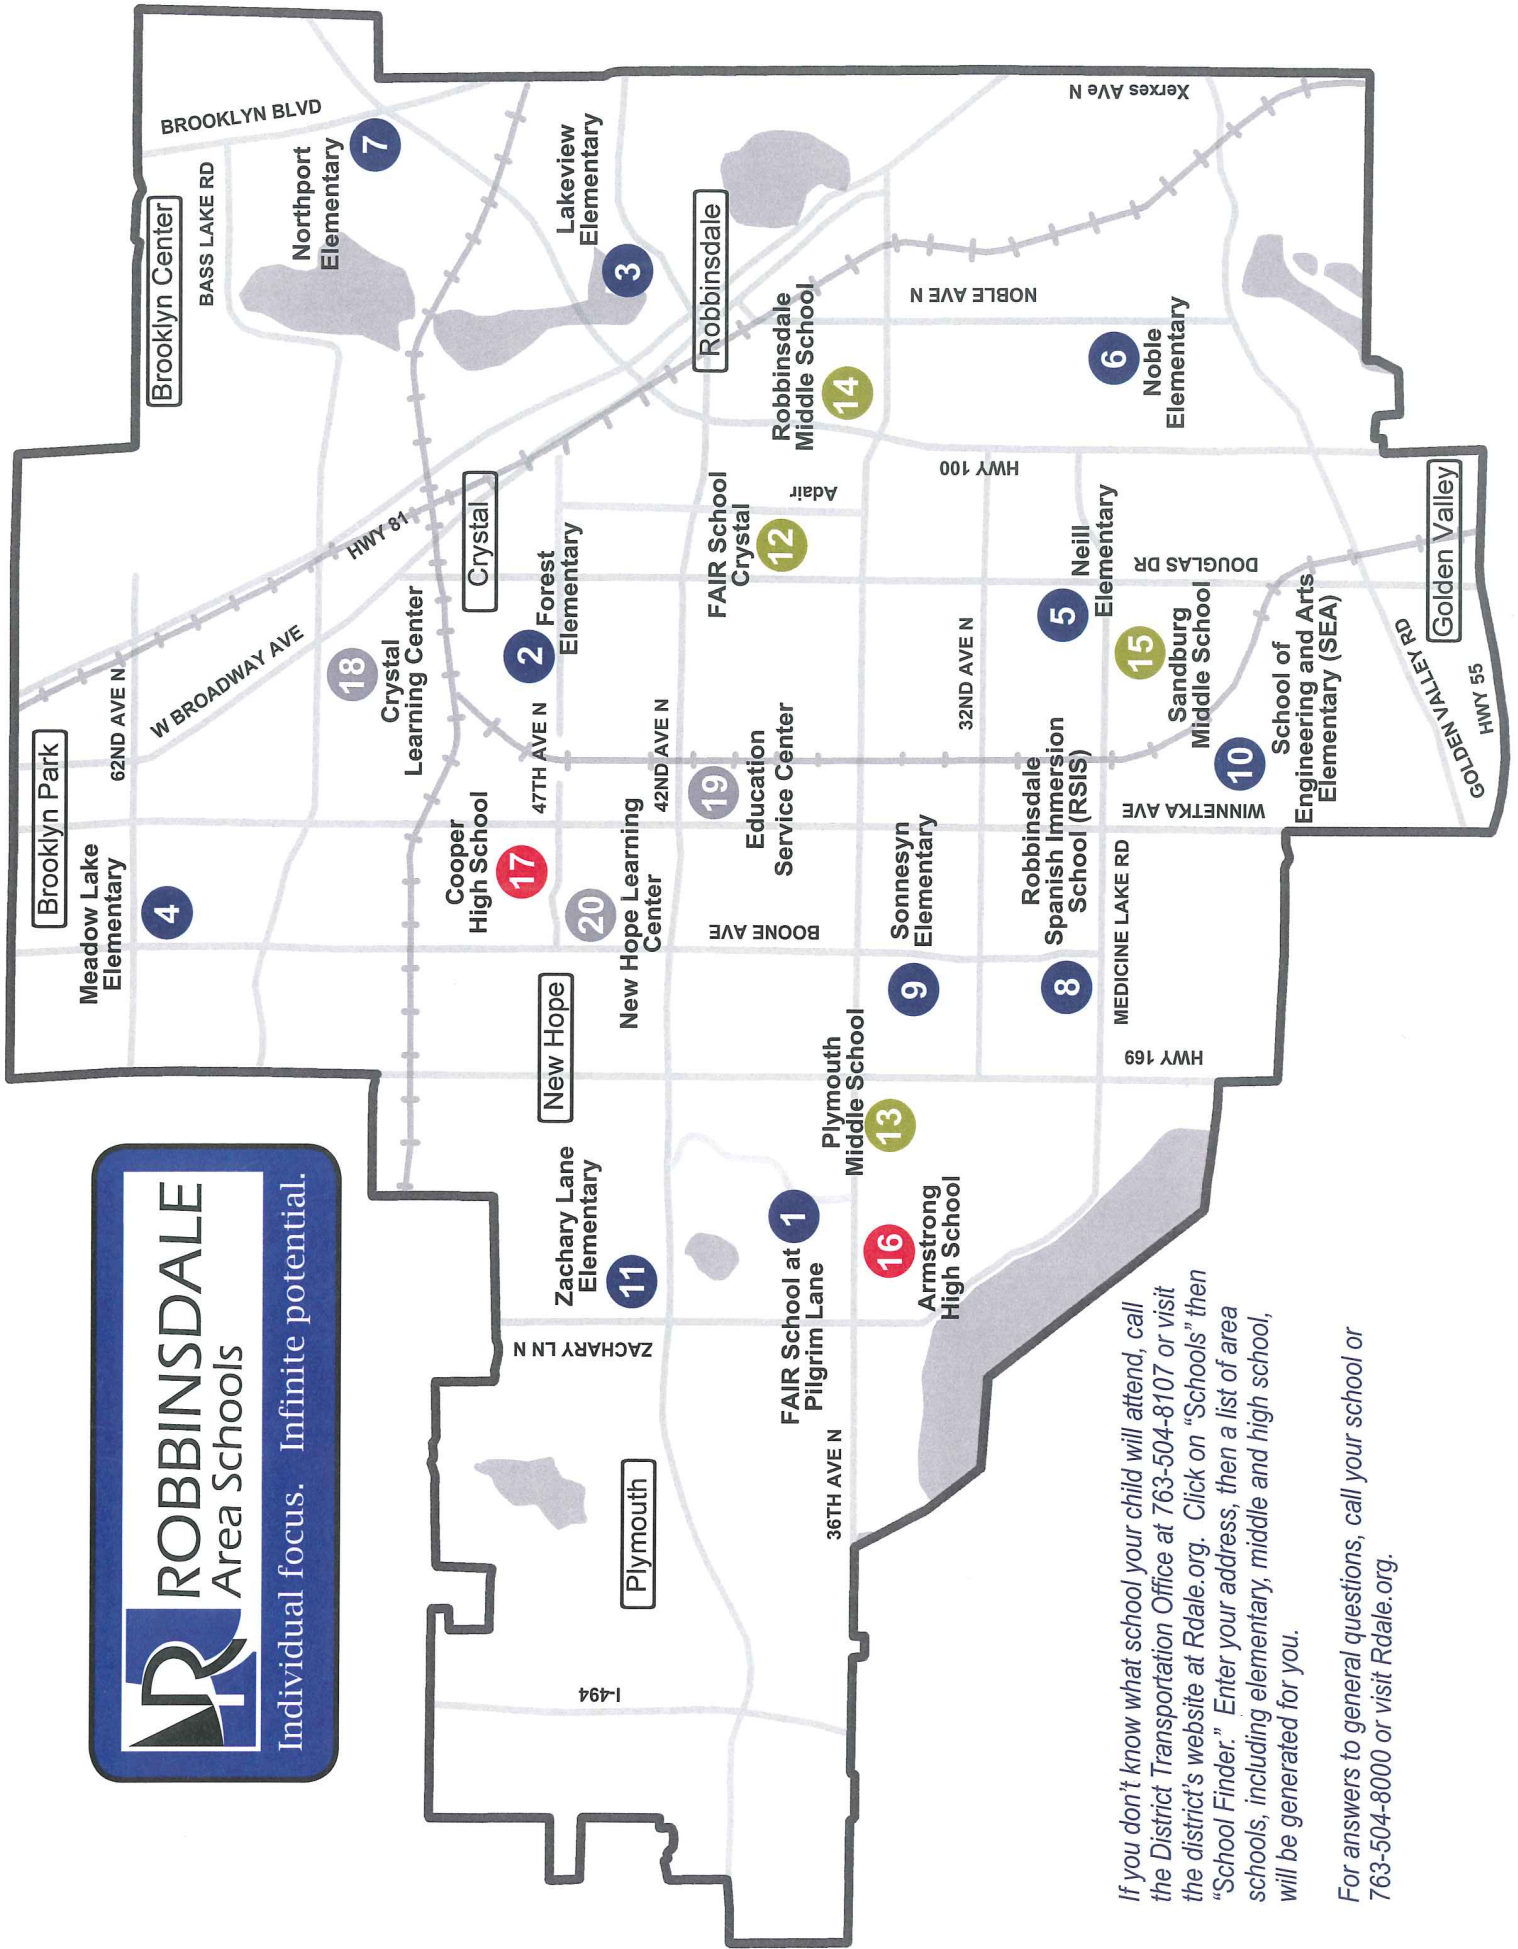 ROBBINSDALE
Area Schools
Individual focus. Infinite potential.
Brooklyn Park
Meadow Lake
Elementary
4
62ND AVE N
W BROADWAY AVE
HWY 81
Brooklyn Center
BROOKLYN BLVD
BASS LAKE RD
Northport
Elementary
7
18
Crystal
Learning Center
Crystal
Cooper
High School
17
47TH AVE N
2
Forest
Elementary
Lakeview
Elementary
3
New Hope
20
New Hope Learning
Center
42ND AVE N
Zachary Lane
Elementary
11
ZACHARY LN N
Plymouth
I-494
19
Education
Service Center
BOONE AVE
FAIR School
Crystal
12
Adair
Robbinsdale
Robbinsdale
Middle School
14
FAIR School at
Pilgrim Lane
1
36TH AVE N
Plymouth
Middle School
13
16
Armstrong
High School
Sonnesyn
Elementary
9
32ND AVE N
HWY 100
NOBLE AVE N
Xerxes AVe N
Robbinsdale
Spanish Immersion
School (RSIS)
8
MEDICINE LAKE RD
HWY 169
WINNETKA AVE
5
Neill
Elementary
15
Sandburg
Middle School
DOUGLAS DR
6
Noble
Elementary
10
School of
Engineering and Arts
Elementary (SEA)
GOLDEN VALLEY RD
Golden Valley
HWY 55
If you don't know what school your child will attend, call
the District Transportation Office at 763-504-8107 or visit
the district's website at Rdale.org. Click on "Schools" then
"School Finder." Enter your address, then a list of area
schools, including elementary, middle and high school,
will be generated for you.
For answers to general questions, call your school or
763-504-8000 or visit Rdale.org.